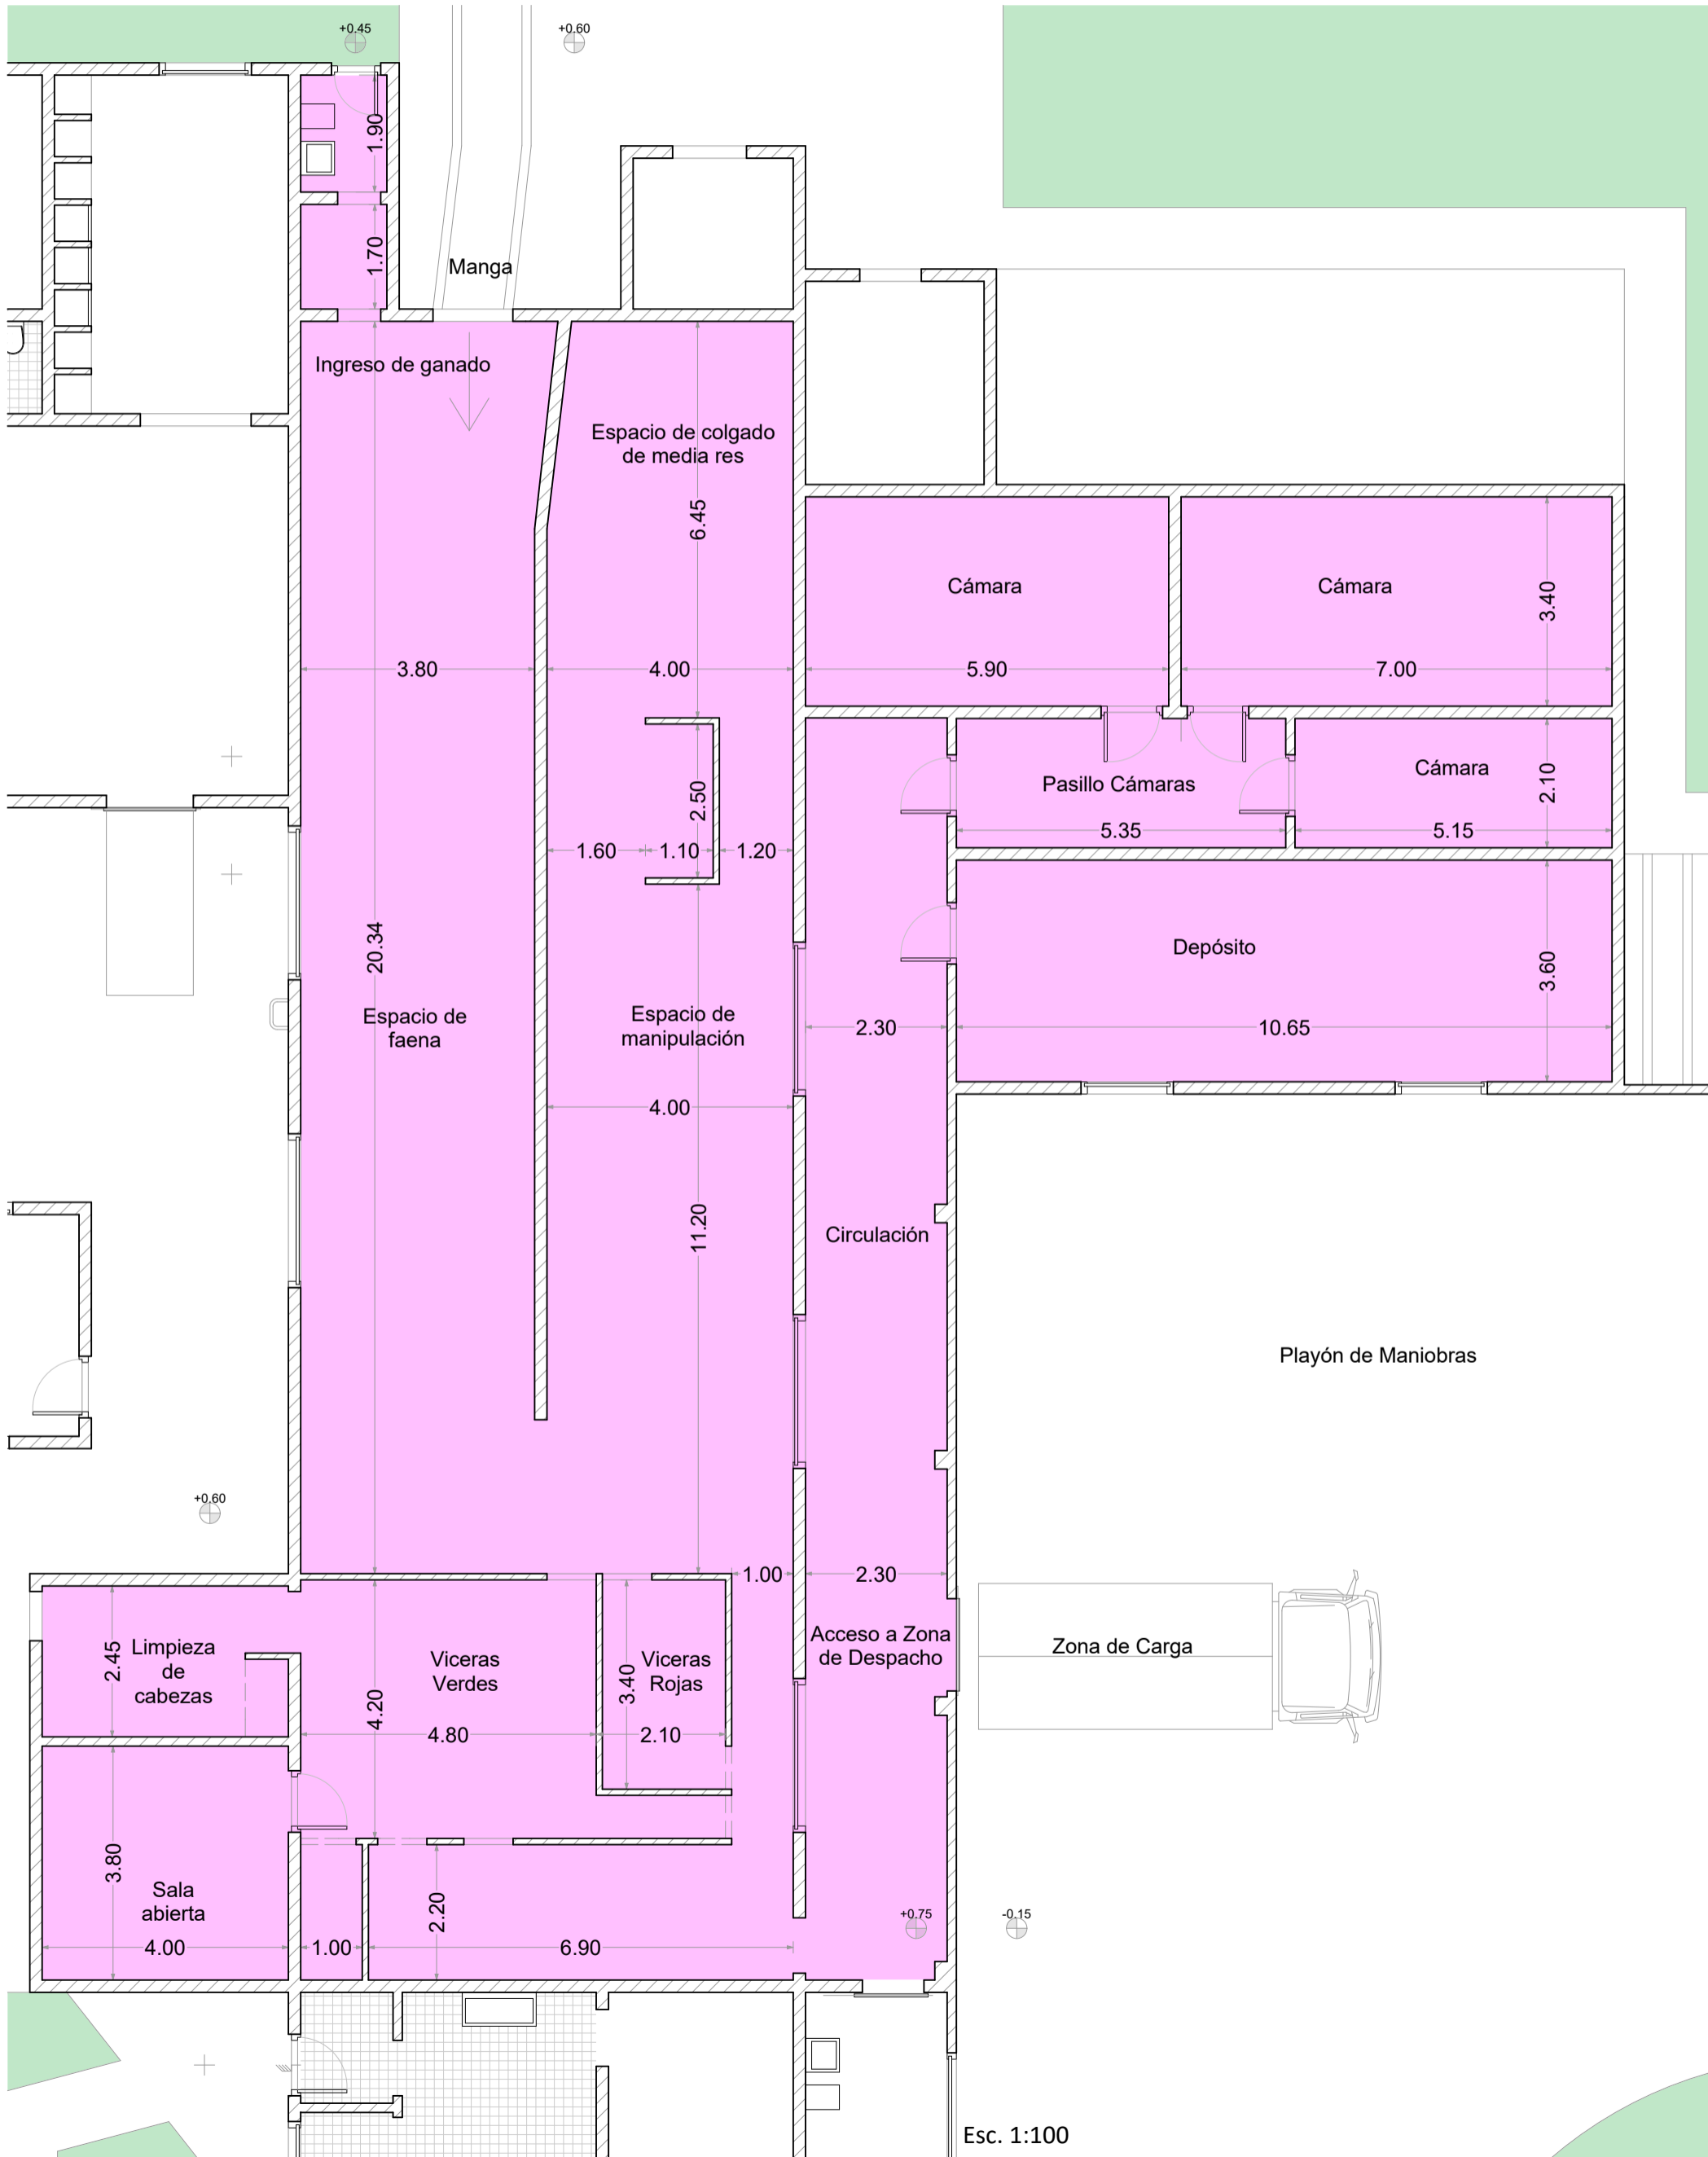 +0.45
+0.60
1.90
1.70
Manga
Ingreso de ganado
Espacio de colgado
de media res
6.45
Cámara
Cámara
3.40
3.80
4.00
5.90
7.00
Pasillo Cámaras
Cámara
2.10
2.50
5.35
5.15
1.60
1.10
1.20
20.34
Depósito
3.60
Espacio de
faena
Espacio de
manipulación
2.30
10.65
4.00
11.20
Circulación
Playón de Maniobras
+0.60
1.00
2.30
2.45
Limpieza
de
cabezas
Viceras
Verdes
Viceras
Rojas
3.40
Acceso a Zona
de Despacho
Zona de Carga
4.20
4.80
2.10
3.80
Sala
abierta
2.20
+0.75
-0.15
4.00
1.00
6.90
Esc. 1:100